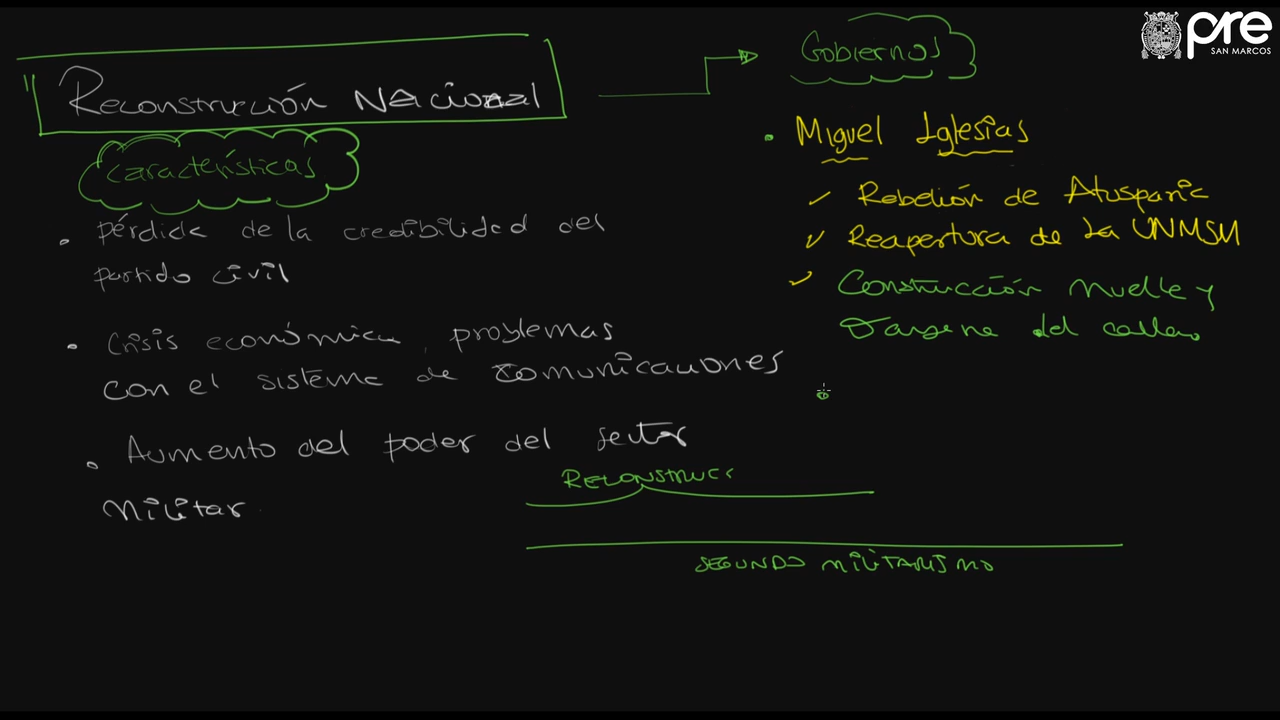 Reconstrucción Nacional
Características
• pérdida de la credibilidad del
partido civil
• Crisis económica, problemas
con el sistema de comunicaciones
• Aumento del poder del sector
militar
Reconstrucc
SEGUNDO MILITARISMO
Gobiernos
• Miguel Iglesias
✓ Rebelión de Atusparia
✓ Reapertura de la UNMSM
✓ Construcción muelle y
Dársena del callao
pre
SAN MARCOS